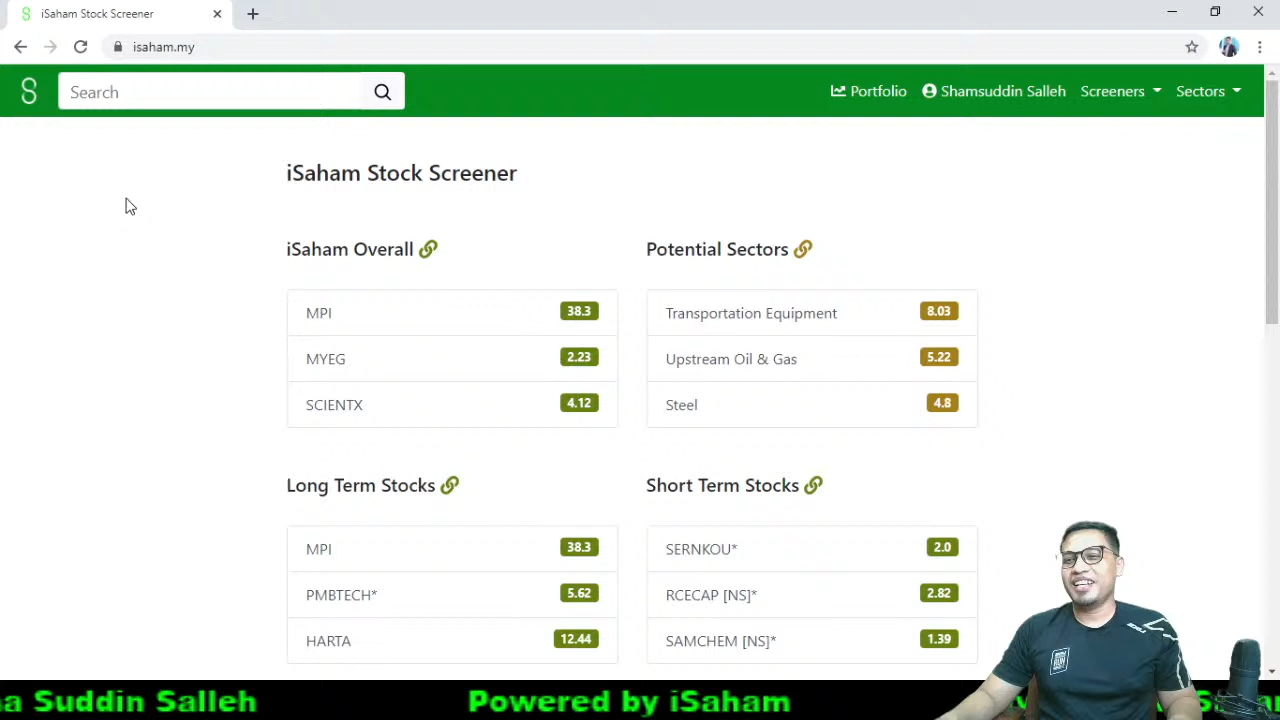 iSaham Stock Screener
isaham.my
Search
Portfolio
Shamsuddin Salleh
Screeners
Sectors
iSaham Stock Screener
iSaham Overall
MPI 38.3
MYEG 2.23
SCIENTX 4.12
Potential Sectors
Transportation Equipment 8.03
Upstream Oil & Gas 5.22
Steel 4.8
Long Term Stocks
MPI 38.3
PMBTECH* 5.62
HARTA 12.44
Short Term Stocks
SERNKOU* 2.0
RCECAP [NS]* 2.82
SAMCHEM [NS]* 1.39
Suddin Salleh
Powered by iSaham